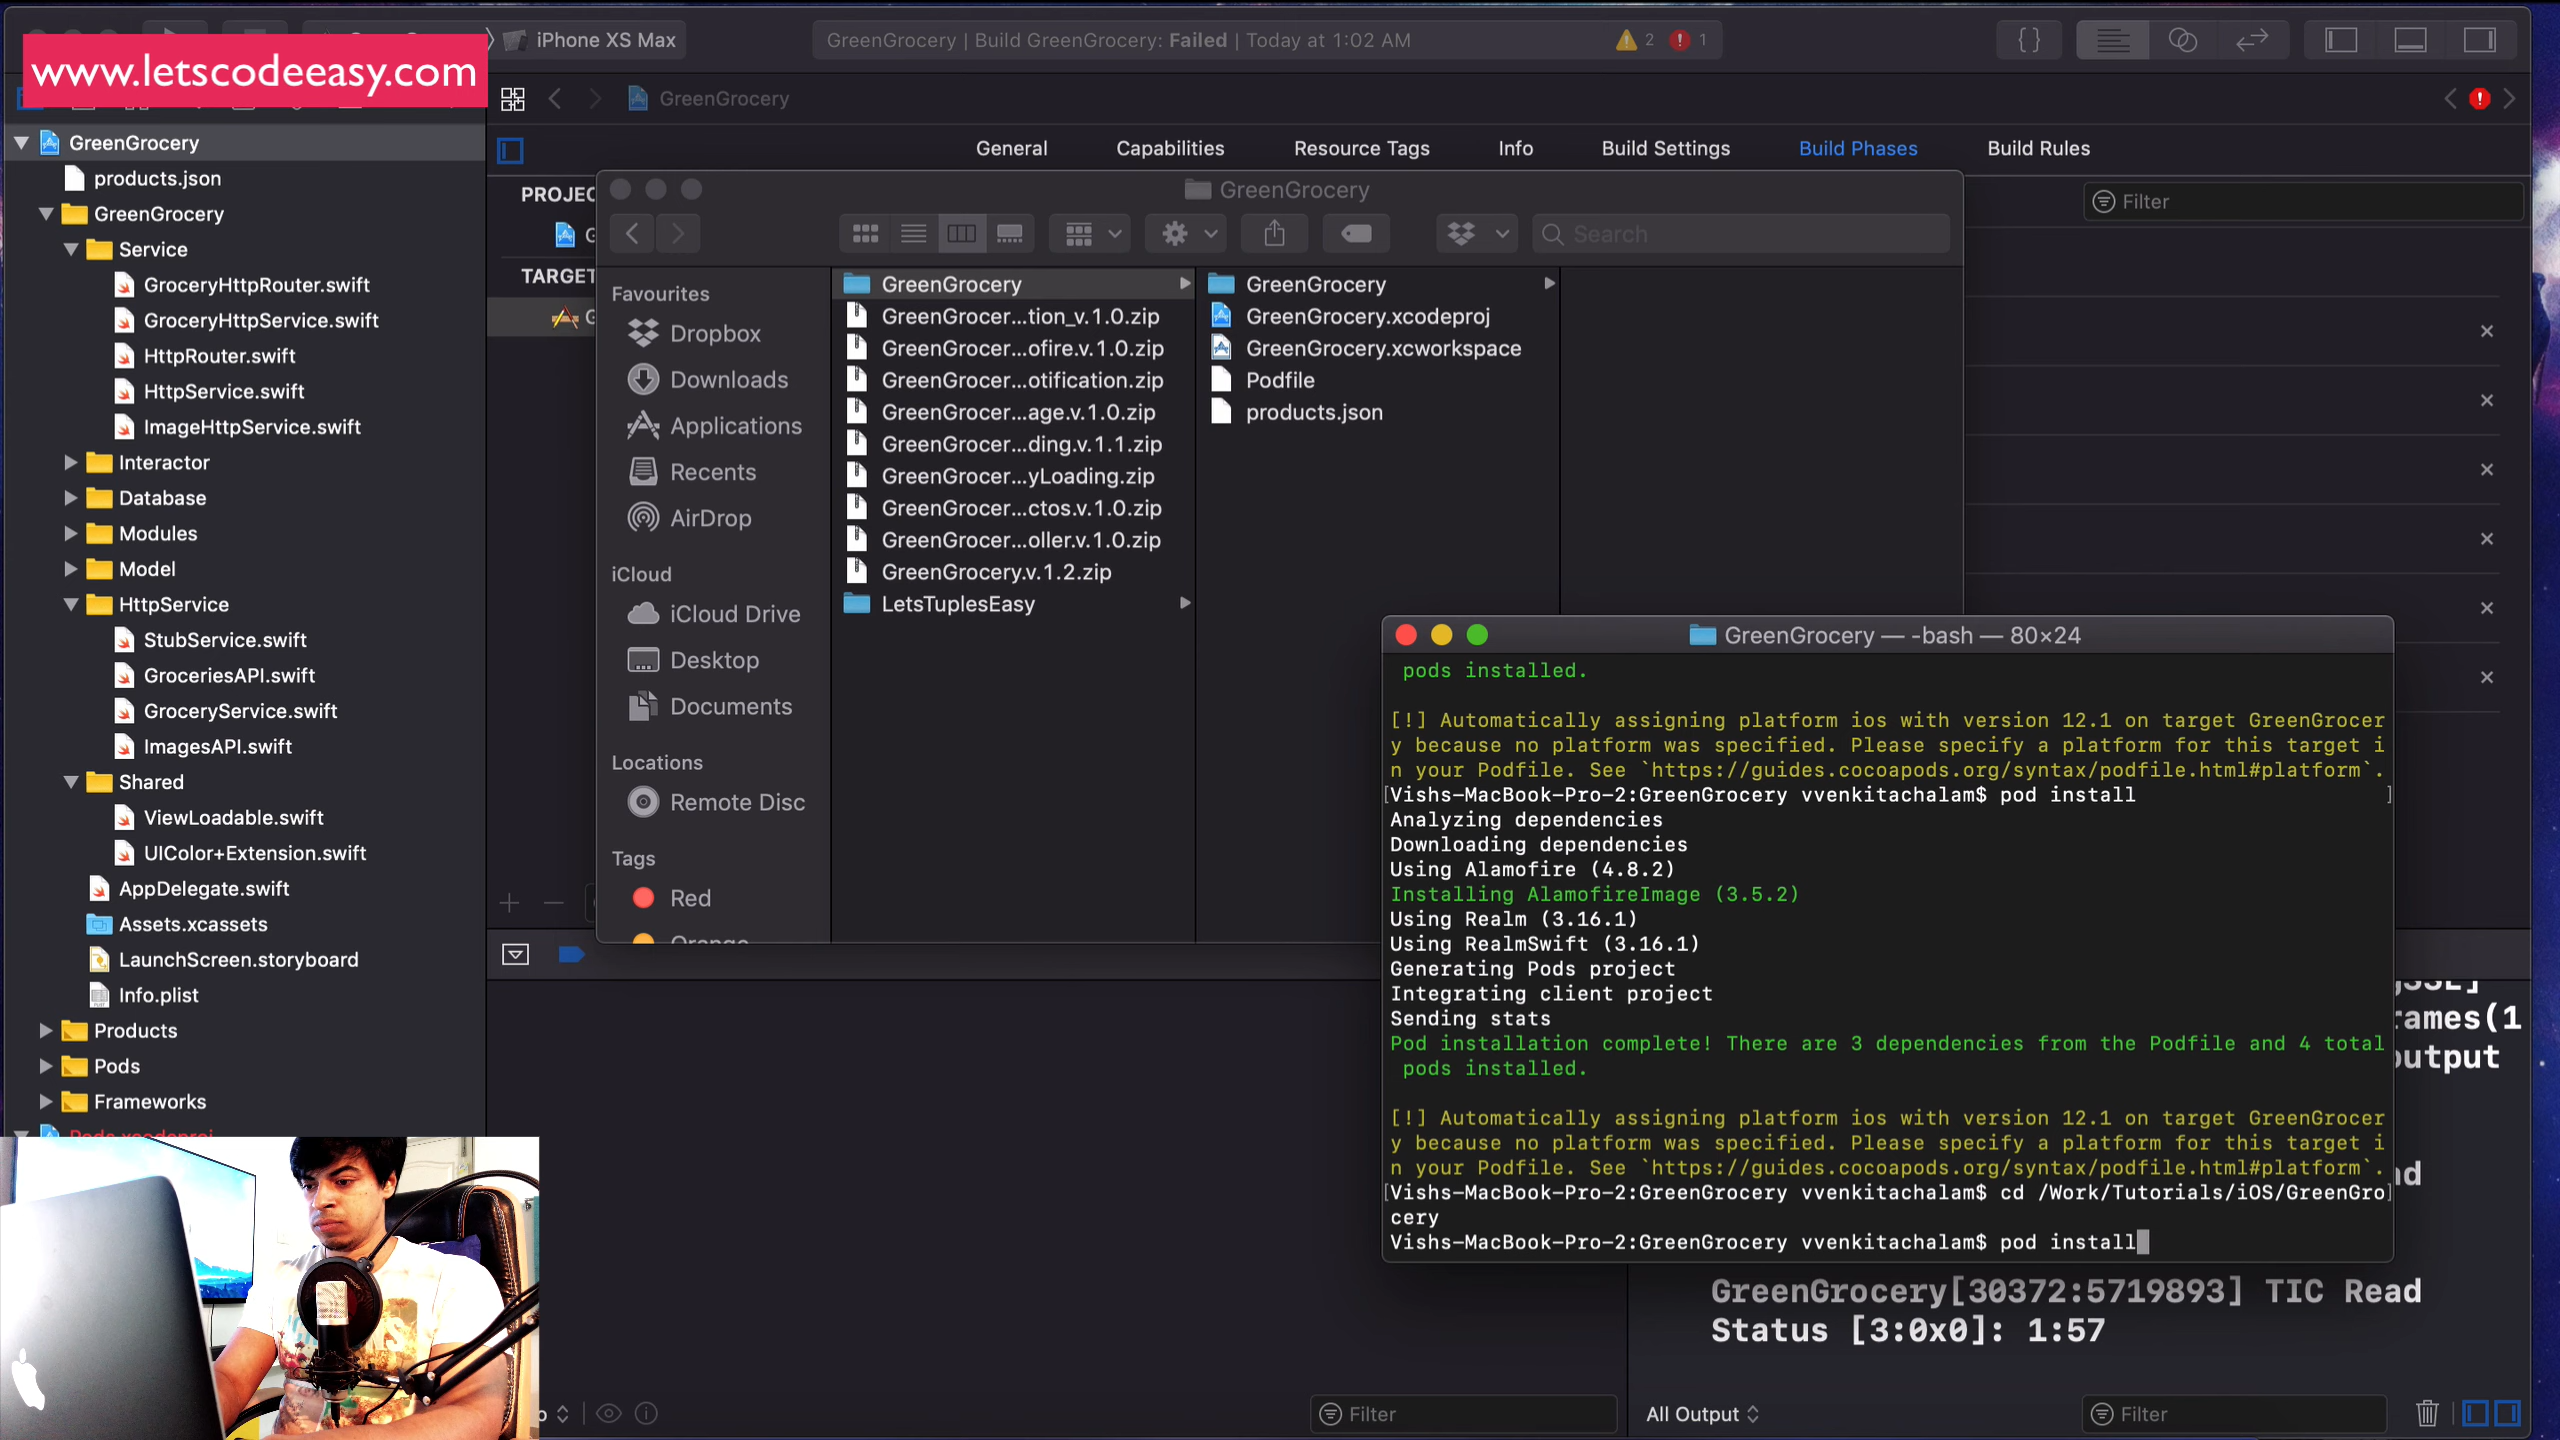 iPhone XS Max
GreenGrocery | Build GreenGrocery: Failed | Today at 1:02 AM
2
1
www.letscodeeasy.com
GreenGrocery
General
Capabilities
Resource Tags
Info
Build Settings
Build Phases
Build Rules
Filter
GreenGrocery
products.json
GreenGrocery
Service
GroceryHttpRouter.swift
GroceryHttpService.swift
HttpRouter.swift
HttpService.swift
ImageHttpService.swift
Interactor
Database
Modules
Model
HttpService
StubService.swift
GroceriesAPI.swift
GroceryService.swift
ImagesAPI.swift
Shared
ViewLoadable.swift
UIColor+Extension.swift
AppDelegate.swift
Assets.xcassets
LaunchScreen.storyboard
Info.plist
Products
Pods
Frameworks
Pods.xcodeproj
PROJEC
TARGET
GreenGrocery
Search
Favourites
Dropbox
Downloads
Applications
Recents
AirDrop
iCloud
iCloud Drive
Desktop
Documents
Locations
Remote Disc
Tags
Red
Orange
GreenGrocery
GreenGrocer...tion_v.1.0.zip
GreenGrocer...ofire.v.1.0.zip
GreenGrocer...otification.zip
GreenGrocer...age.v.1.0.zip
GreenGrocer...ding.v.1.1.zip
GreenGrocer...yLoading.zip
GreenGrocer...ctos.v.1.0.zip
GreenGrocer...oller.v.1.0.zip
GreenGrocery.v.1.2.zip
LetsTuplesEasy
GreenGrocery
GreenGrocery.xcodeproj
GreenGrocery.xcworkspace
Podfile
products.json
GreenGrocery — -bash — 80×24
pods installed.
[!] Automatically assigning platform ios with version 12.1 on target GreenGrocer
y because no platform was specified. Please specify a platform for this target i
n your Podfile. See `https://guides.cocoapods.org/syntax/podfile.html#platform`.
[Vishs-MacBook-Pro-2:GreenGrocery vvenkitachalam$ pod install ]
Analyzing dependencies
Downloading dependencies
Using Alamofire (4.8.2)
Installing AlamofireImage (3.5.2)
Using Realm (3.16.1)
Using RealmSwift (3.16.1)
Generating Pods project
Integrating client project
Sending stats
Pod installation complete! There are 3 dependencies from the Podfile and 4 total
pods installed.
[!] Automatically assigning platform ios with version 12.1 on target GreenGrocer
y because no platform was specified. Please specify a platform for this target i
n your Podfile. See `https://guides.cocoapods.org/syntax/podfile.html#platform`.
[Vishs-MacBook-Pro-2:GreenGrocery vvenkitachalam$ cd /Work/Tutorials/iOS/GreenGro]
cery
Vishs-MacBook-Pro-2:GreenGrocery vvenkitachalam$ pod install
rames(1
output
GreenGrocery[30372:5719893] TIC Read
Status [3:0x0]: 1:57
Filter
All Output
Filter